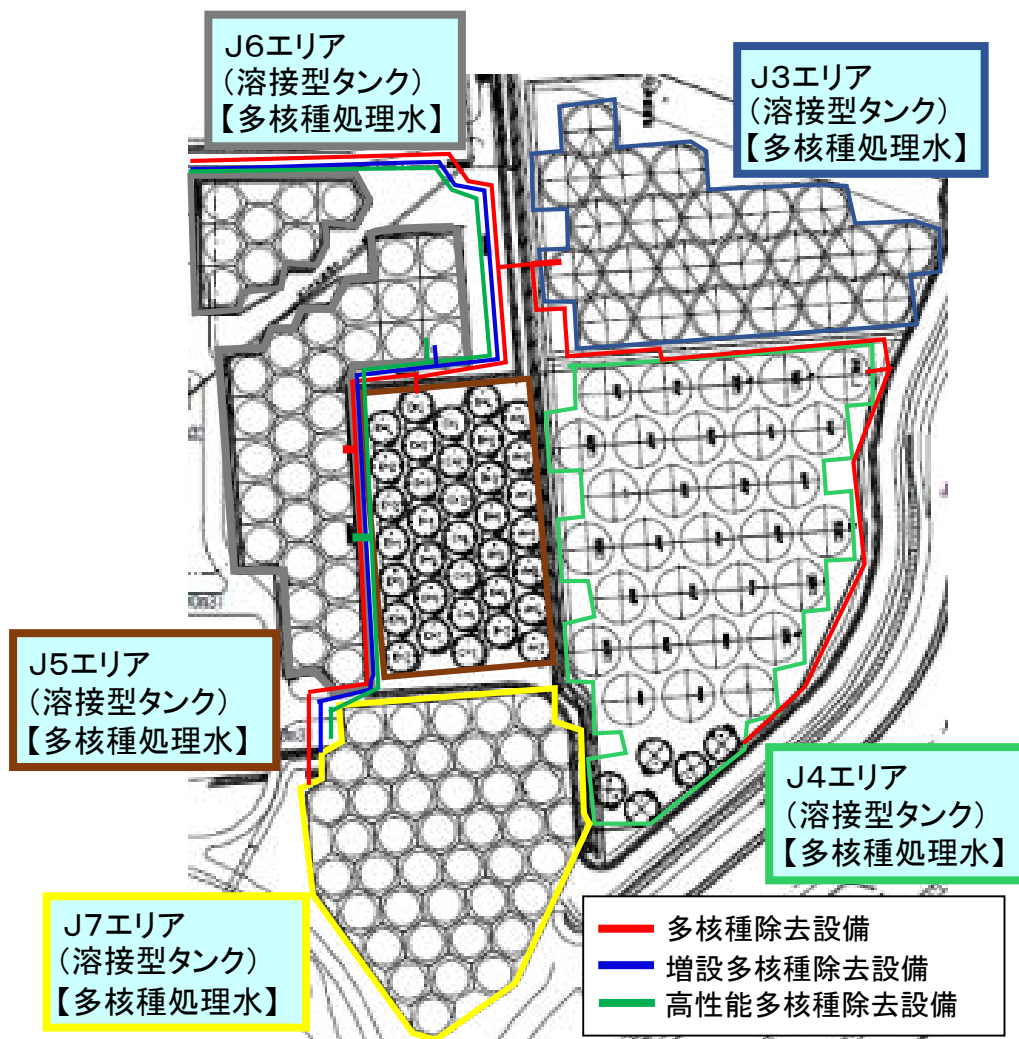 J6エリア
(溶接型タンク)
【多核種処理水】
J3エリア
(溶接型タンク)
【多核種処理水】
J5エリア
(溶接型タンク)
【多核種処理水】
J4エリア
(溶接型タンク)
【多核種処理水】
J7エリア
(溶接型タンク)
【多核種処理水】
多核種除去設備
増設多核種除去設備
高性能多核種除去設備